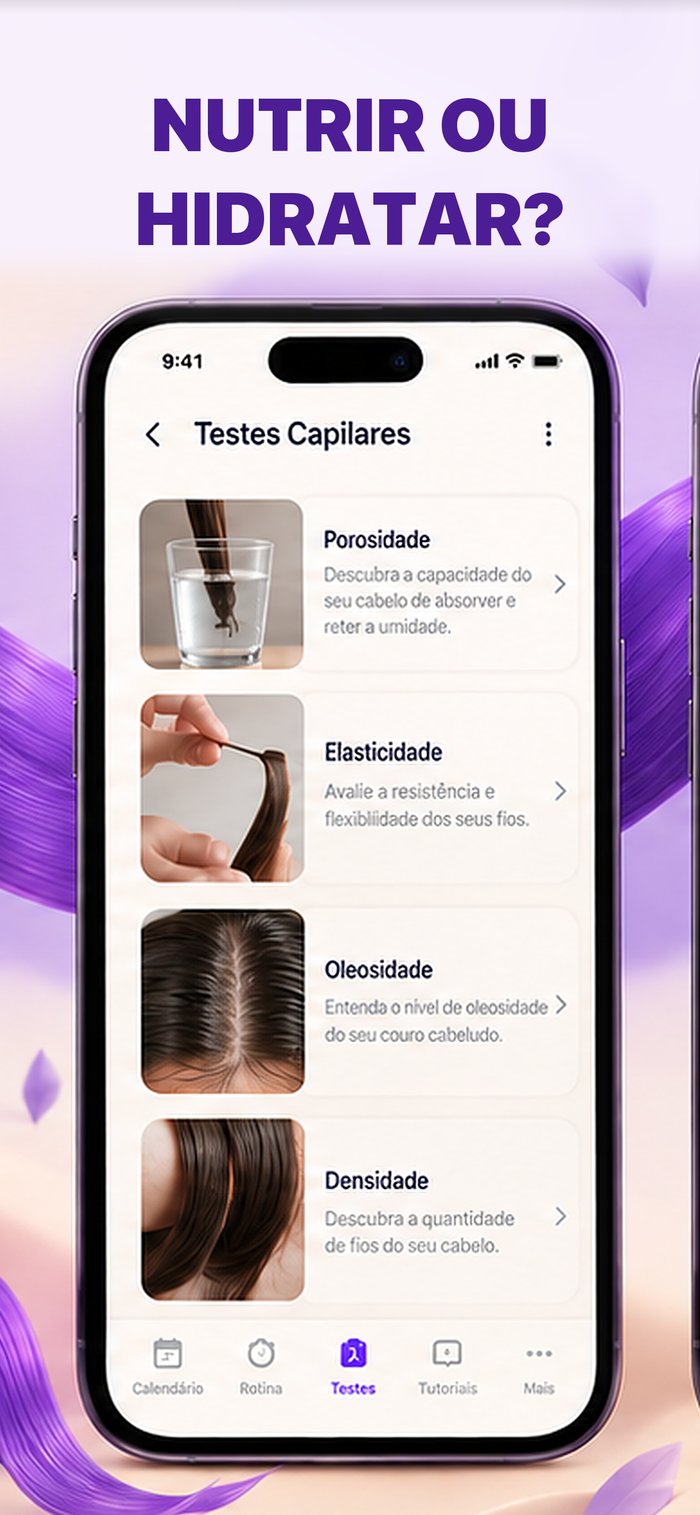 NUTRIR OU
HIDRATAR?
9:41
Testes Capilares
Porosidade
Descubra a capacidade do
seu cabelo de absorver e
reter a umidade.
Elasticidade
Avalie a resistência e
flexibliidade dos seus fios.
Oleosidade
Entenda o nível de oleosidade
do seu couro cabeludo.
Densidade
Descubra a quantidade
de fios do seu cabelo.
Calendário
Rotina
Testes
Tutoriais
Mais